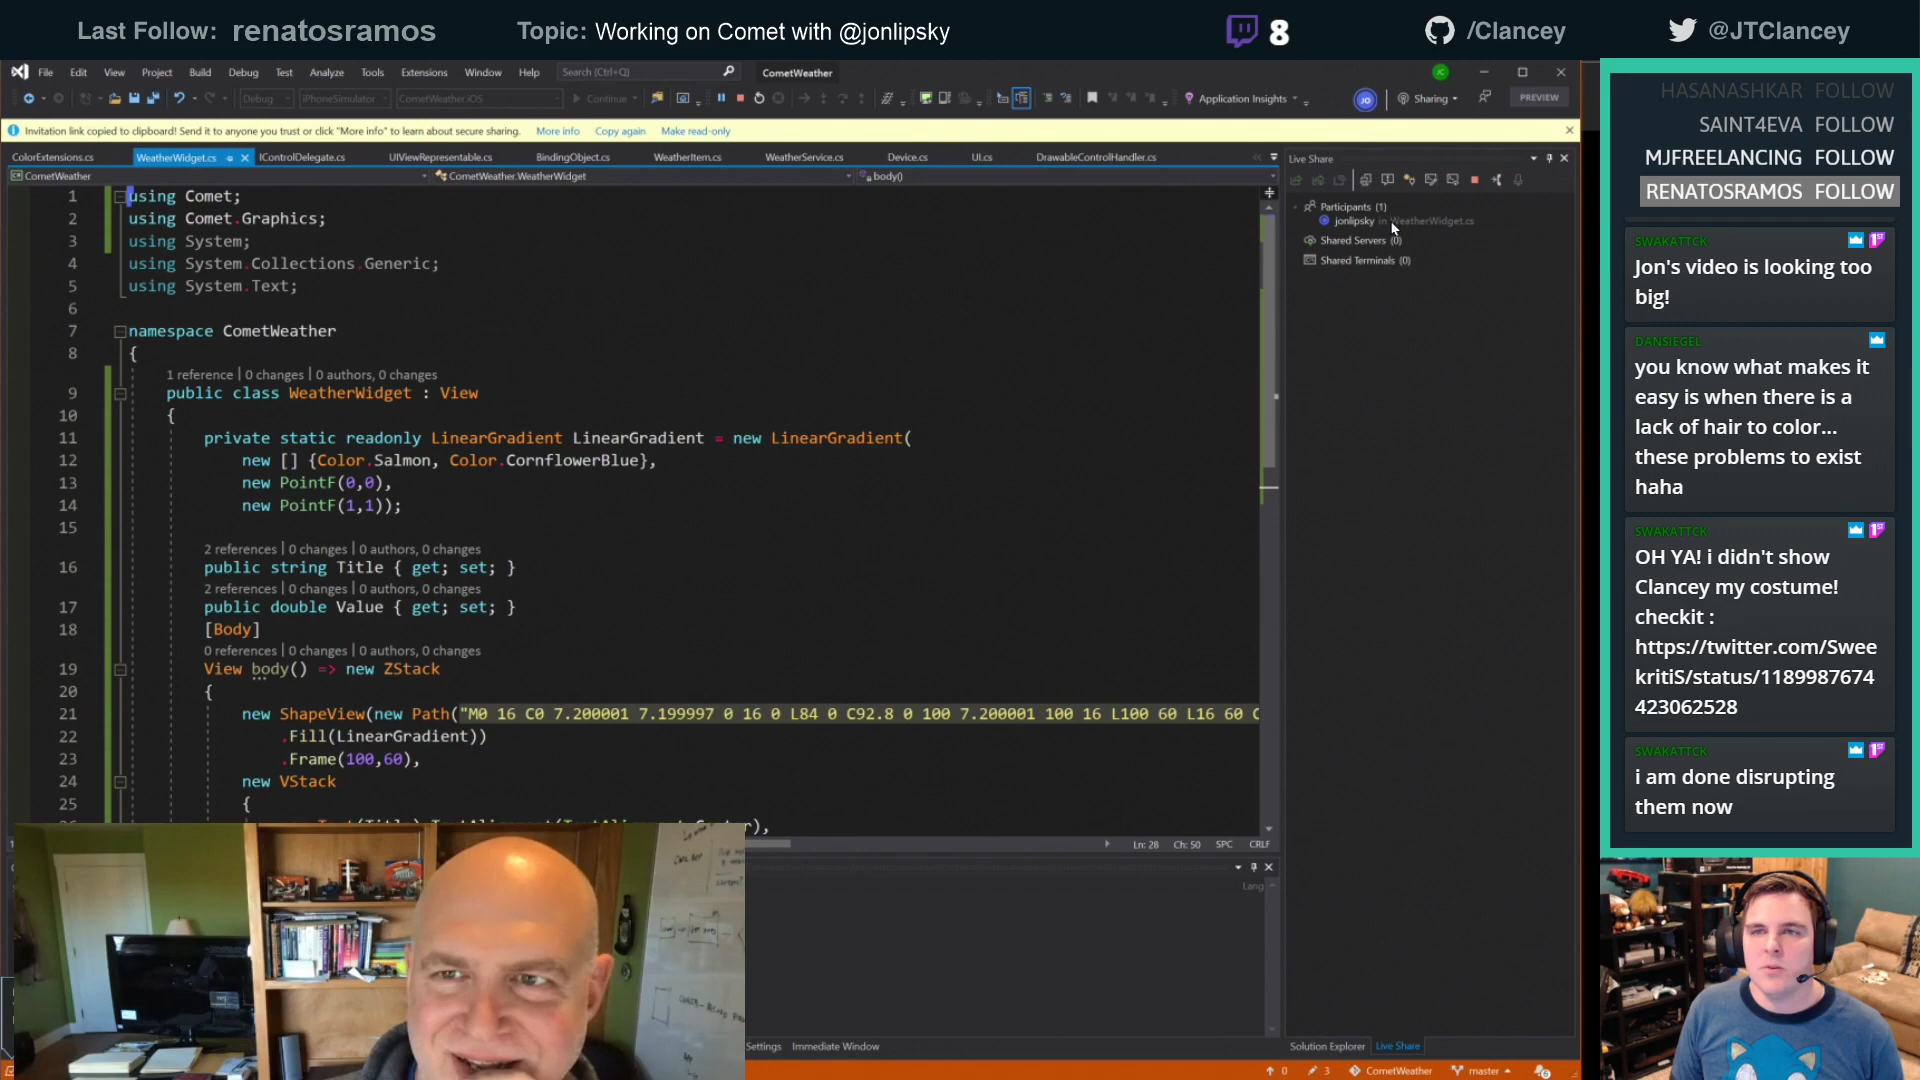 Last Follow: renatosramos
Topic: Working on Comet with @jonlipsky
8
/Clancey
@JTClancey
File Edit View Project Build Debug Test Analyze Tools Extensions Window Help
Search (Ctrl+Q)
CometWeather
JC
Debug
iPhoneSimulator
CometWeather.iOS
Continue
Application Insights
JO
Sharing
PREVIEW
Invitation link copied to clipboard! Send it to anyone you trust or click "More info" to learn about secure sharing. More info Copy again Make read-only
ColorExtensions.cs WeatherWidget.cs IControlDelegate.cs UIViewRepresentable.cs BindingObject.cs WeatherItem.cs WeatherService.cs Device.cs UI.cs DrawableControlHandler.cs
CometWeather CometWeather.WeatherWidget body()
1 using Comet;
2 using Comet.Graphics;
3 using System;
4 using System.Collections.Generic;
5 using System.Text;
6
7 namespace CometWeather
8 {
1 reference | 0 changes | 0 authors, 0 changes
9 public class WeatherWidget : View
10 {
11 private static readonly LinearGradient LinearGradient = new LinearGradient(
12 new [] {Color.Salmon, Color.CornflowerBlue},
13 new PointF(0,0),
14 new PointF(1,1));
15
2 references | 0 changes | 0 authors, 0 changes
16 public string Title { get; set; }
2 references | 0 changes | 0 authors, 0 changes
17 public double Value { get; set; }
18 [Body]
0 references | 0 changes | 0 authors, 0 changes
19 View body() => new ZStack
20 {
21 new ShapeView(new Path("M0 16 C0 7.200001 7.199997 0 16 0 L84 0 C92.8 0 100 7.200001 100 16 L100 60 L16 60 C
22 .Fill(LinearGradient))
23 .Frame(100,60),
24 new VStack
25 {
Ln: 28 Ch: 50 SPC CRLF
Lang
Settings Immediate Window
Live Share
Participants (1)
jonlipsky in WeatherWidget.cs
Shared Servers (0)
Shared Terminals (0)
Solution Explorer Live Share
0 3 CometWeather master 6
HASANASHKAR FOLLOW
SAINT4EVA FOLLOW
MJFREELANCING FOLLOW
RENATOSRAMOS FOLLOW
SWAKATTCK
Jon's video is looking too
big!
DANSIEGEL
you know what makes it
easy is when there is a
lack of hair to color...
these problems to exist
haha
SWAKATTCK
OH YA! i didn't show
Clancey my costume!
checkit :
https://twitter.com/Swee
kritiS/status/1189987674
423062528
SWAKATTCK
i am done disrupting
them now